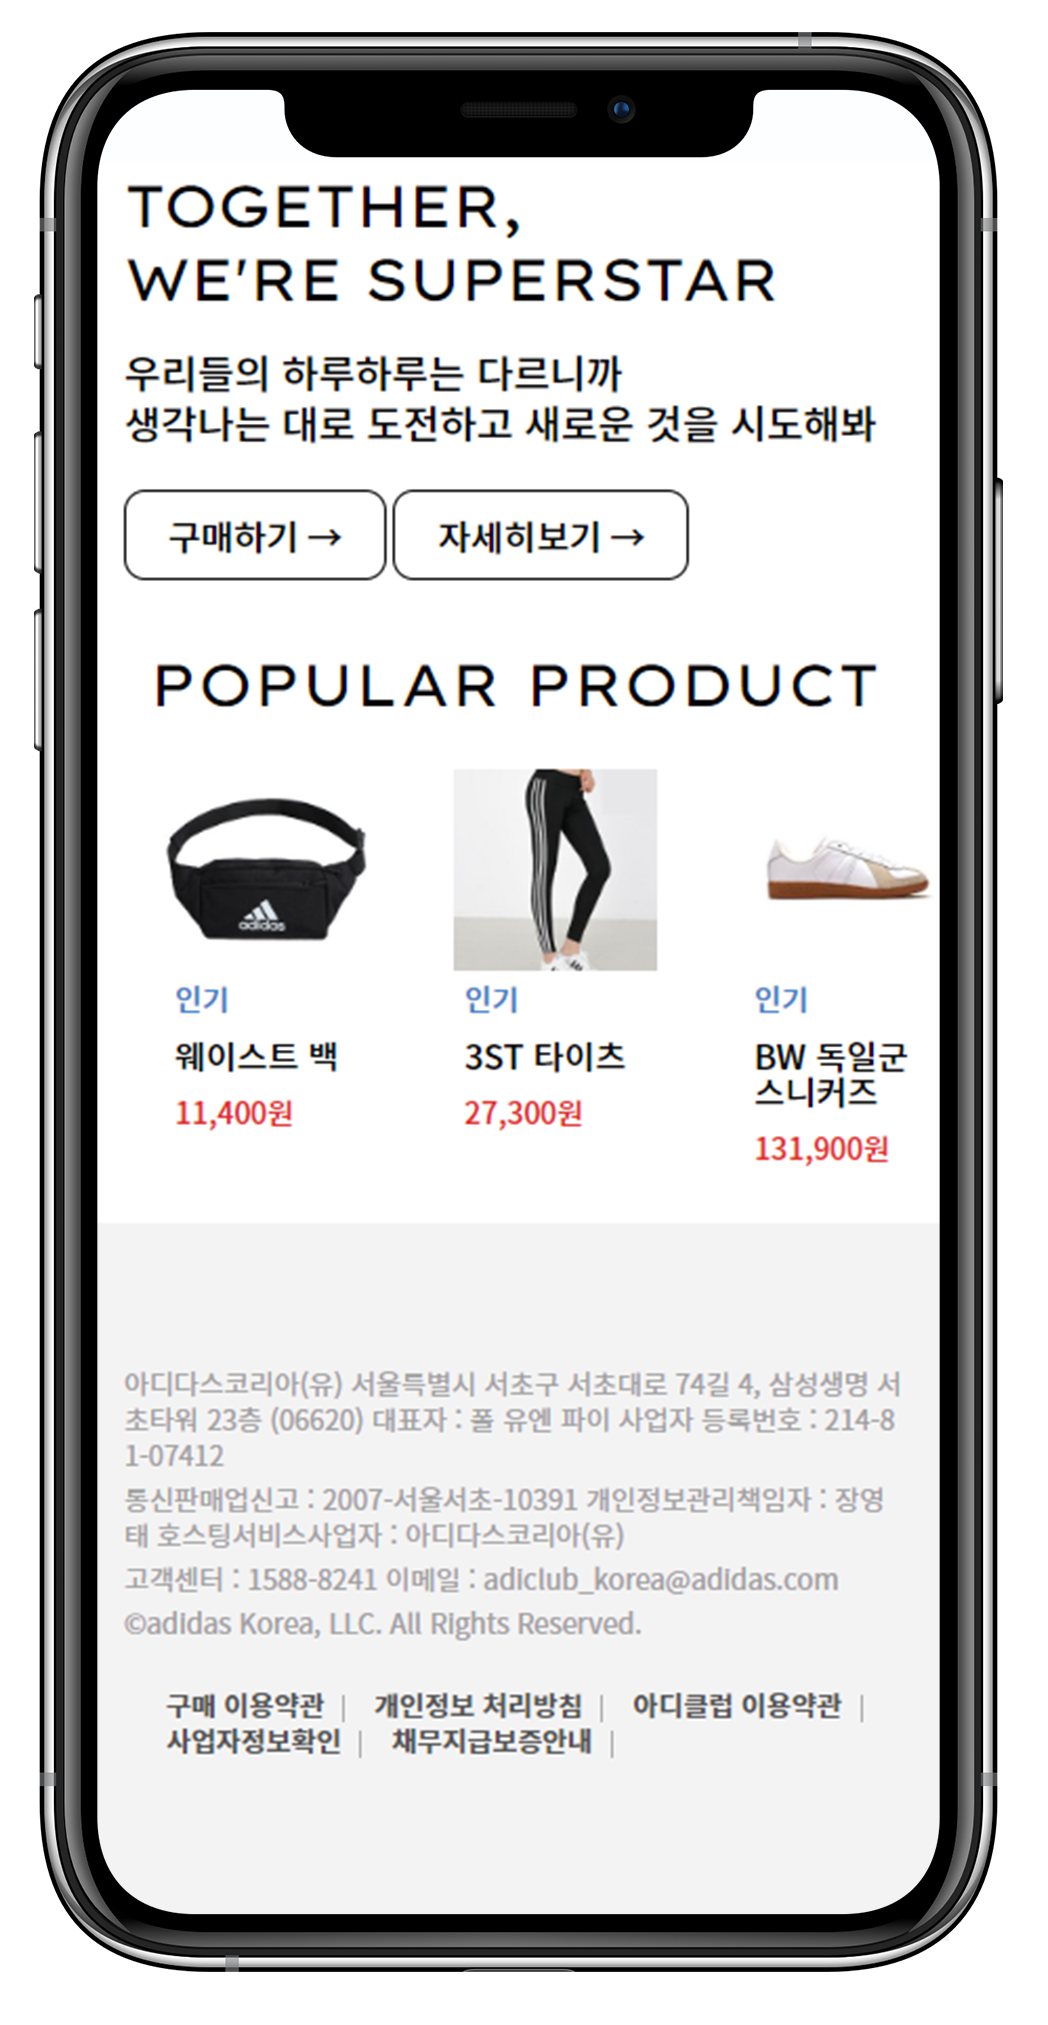 TOGETHER,
WE'RE SUPERSTAR
우리들의 하루하루는 다르니까
생각나는 대로 도전하고 새로운 것을 시도해봐
구매하기 → 자세히보기 →
POPULAR PRODUCT
adidas
인기 인기 인기
웨이스트 백 3ST 타이츠 BW 독일군
스니커즈
11,400원 27,300원
131,900원
아디다스코리아(유) 서울특별시 서초구 서초대로 74길 4, 삼성생명 서
초타워 23층 (06620) 대표자 : 폴 유엔 파이 사업자 등록번호 : 214-8
1-07412
통신판매업신고 : 2007-서울서초-10391 개인정보관리책임자 : 장영
태 호스팅서비스사업자 : 아디다스코리아(유)
고객센터 : 1588-8241 이메일 : adiclub_korea@adidas.com
©adidas Korea, LLC. All Rights Reserved.
구매 이용약관 | 개인정보 처리방침 | 아디클럽 이용약관 |
사업자정보확인 | 채무지급보증안내 |